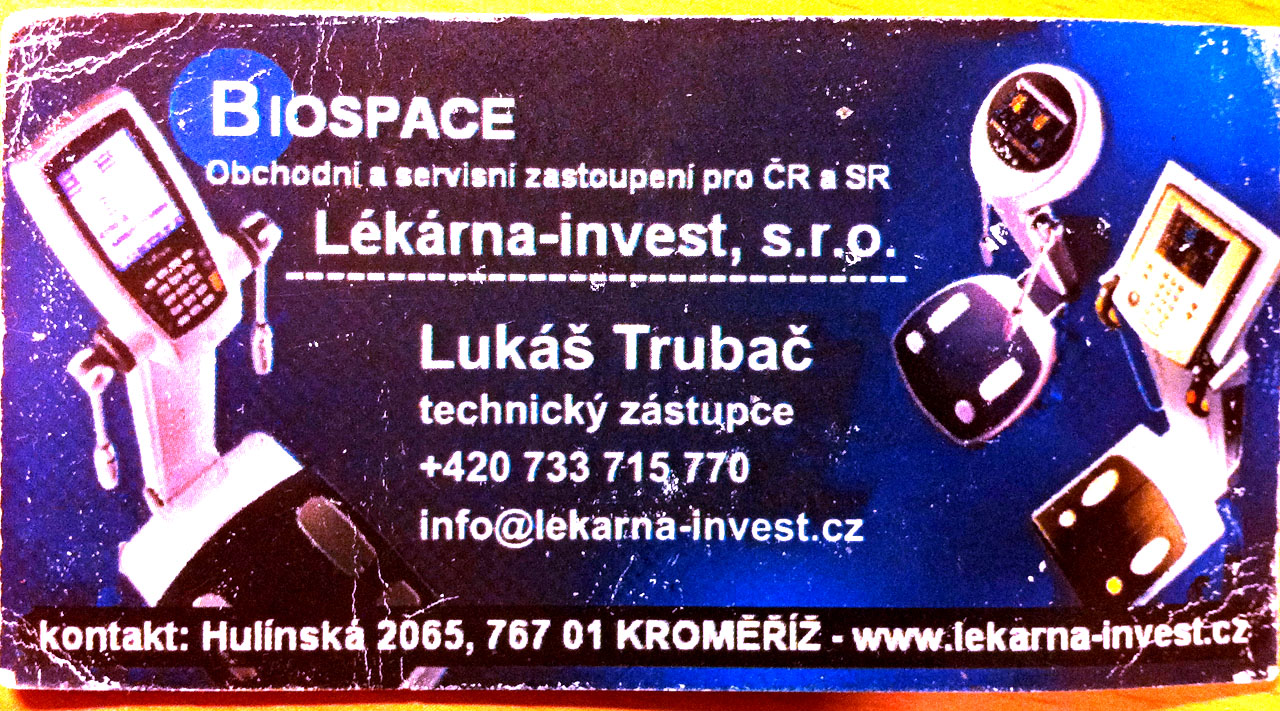 BIOSPACE
Obchodní a servisní zastoupení pro ČR a SR
Lékárna-invest, s.r.o.
Lukáš Trubač
technický zástupce
+420 733 715 770
info@lekarna-invest.cz
kontakt: Hulínská 2065, 767 01 KROMĚŘÍŽ - www.lekarna-invest.cz